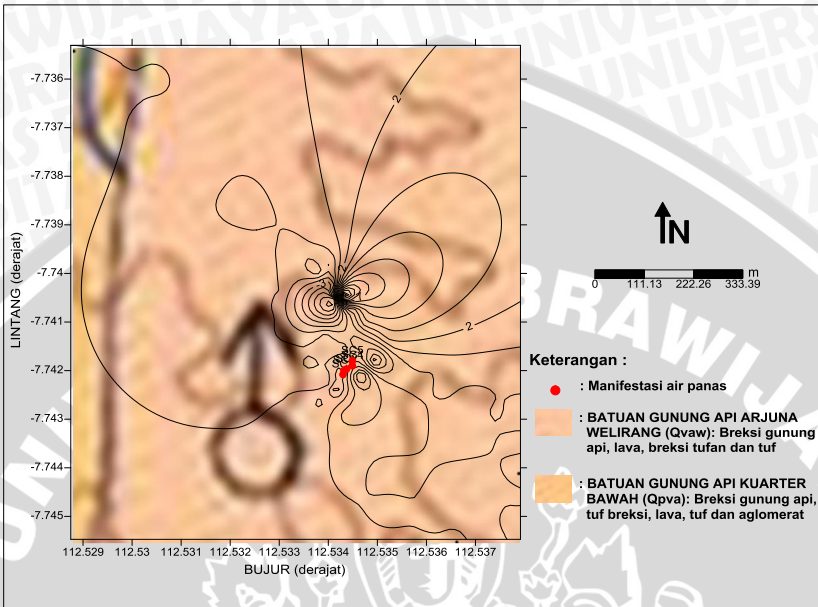 -7.736
-7.737
-7.738
-7.739
-7.74
-7.741
-7.742
-7.743
-7.744
-7.745
LINTANG (derajat)
2
2
112.529 112.53 112.531 112.532 112.533 112.534 112.535 112.536 112.537
BUJUR (derajat)
N
0 111.13 222.26 333.39 m
BRAWIJA
Keterangan :
: Manifestasi air panas
: BATUAN GUNUNG API ARJUNA
WELIRANG (Qvaw): Breksi gunung
api, lava, breksi tufan dan tuf
: BATUAN GUNUNG API KUARTER
BAWAH (Qpva): Breksi gunung api,
tuf breksi, lava, tuf dan aglomerat